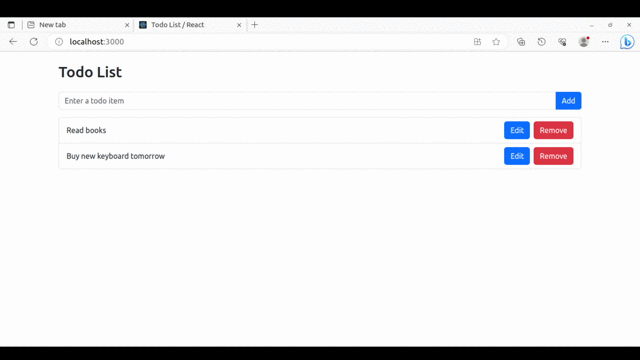 New tab
Todo List / React
localhost:3000
Todo List
Enter a todo item
Add
Read books
Edit
Remove
Buy new keyboard tomorrow
Edit
Remove